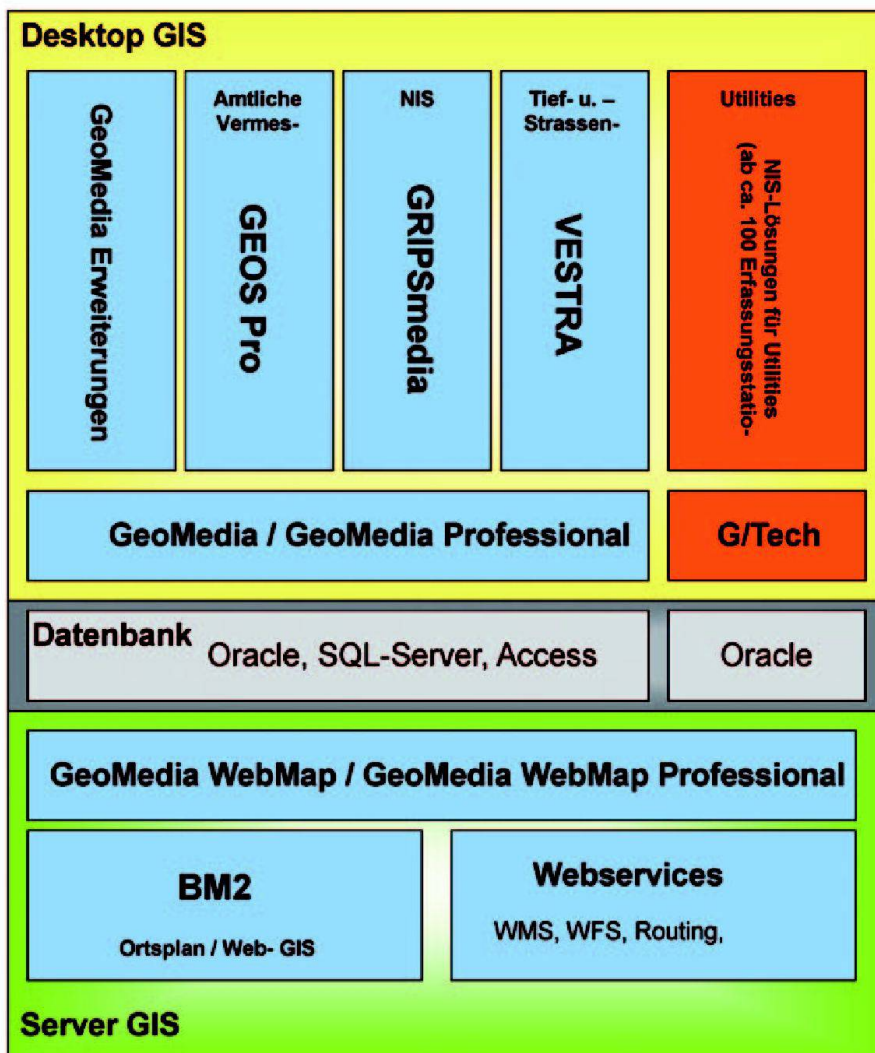 Desktop GIS
GeoMedia Erweiterungen
Amtliche
Vermes-
GEOS Pro
NIS
GRIPSmedia
Tief- u. –
Strassen-
VESTRA
Utilities
NIS-Lösungen für Utilities
(ab ca. 100 Erfassungsstatio-
GeoMedia / GeoMedia Professional
G/Tech
Datenbank
Oracle, SQL-Server, Access
Oracle
GeoMedia WebMap / GeoMedia WebMap Professional
BM2
Ortsplan / Web- GIS
Webservices
WMS, WFS, Routing,
Server GIS